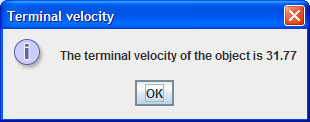 Terminal velocity
The terminal velocity of the object is 31.77
OK